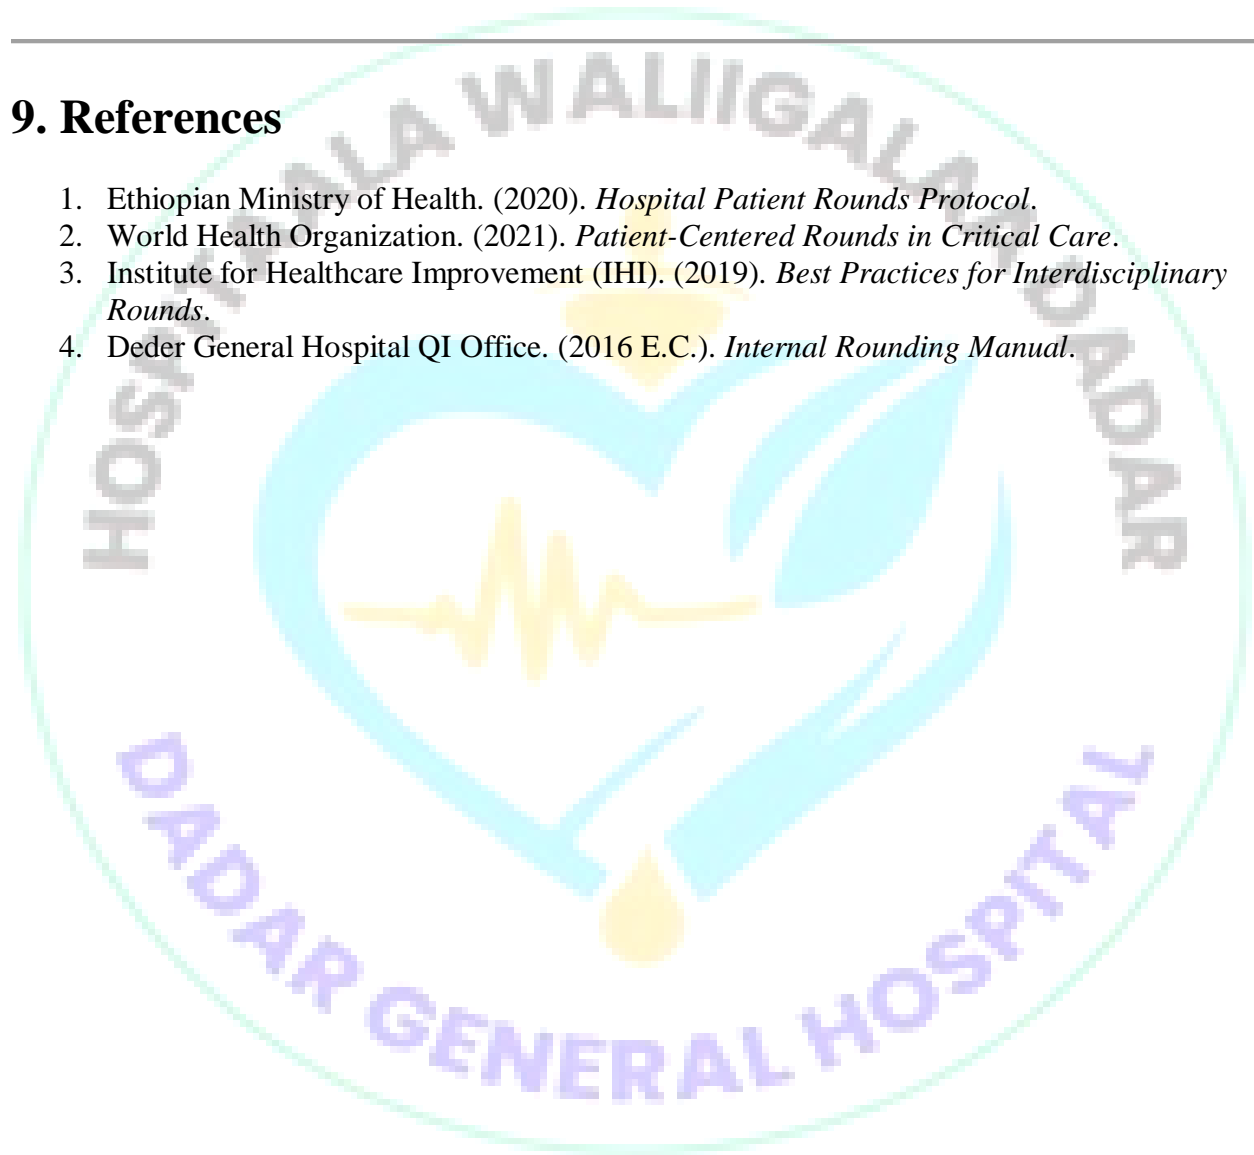 9. References
1. Ethiopian Ministry of Health. (2020). Hospital Patient Rounds Protocol.
2. World Health Organization. (2021). Patient-Centered Rounds in Critical Care.
3. Institute for Healthcare Improvement (IHI). (2019). Best Practices for Interdisciplinary
Rounds.
4. Deder General Hospital QI Office. (2016 E.C.). Internal Rounding Manual.
HOSPITAALA WALIIGALAA DADAR
DADAR GENERAL HOSPITAL